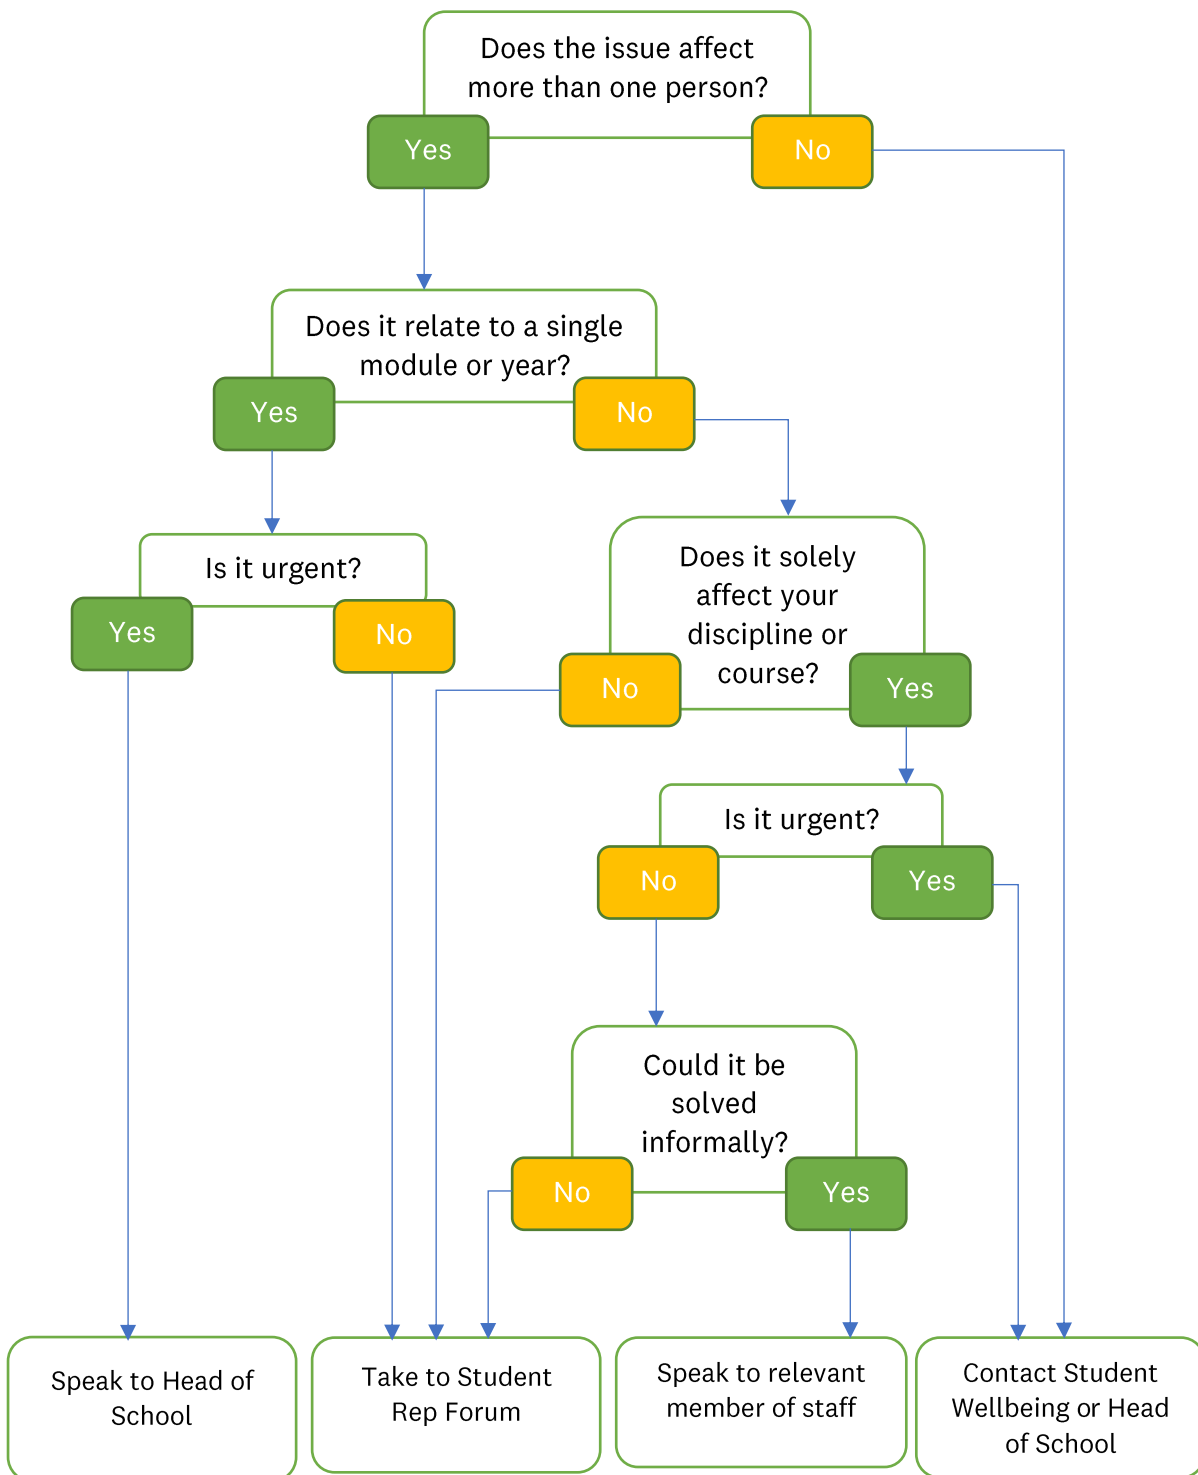 Does the issue affect
more than one person?
Yes
No
Does it relate to a single
module or year?
Yes
No
Is it urgent?
Yes
No
Does it solely
affect your
discipline or
course?
No
Yes
Is it urgent?
No
Yes
Could it be
solved
informally?
No
Yes
Speak to Head of
School
Take to Student
Rep Forum
Speak to relevant
member of staff
Contact Student
Wellbeing or Head
of School